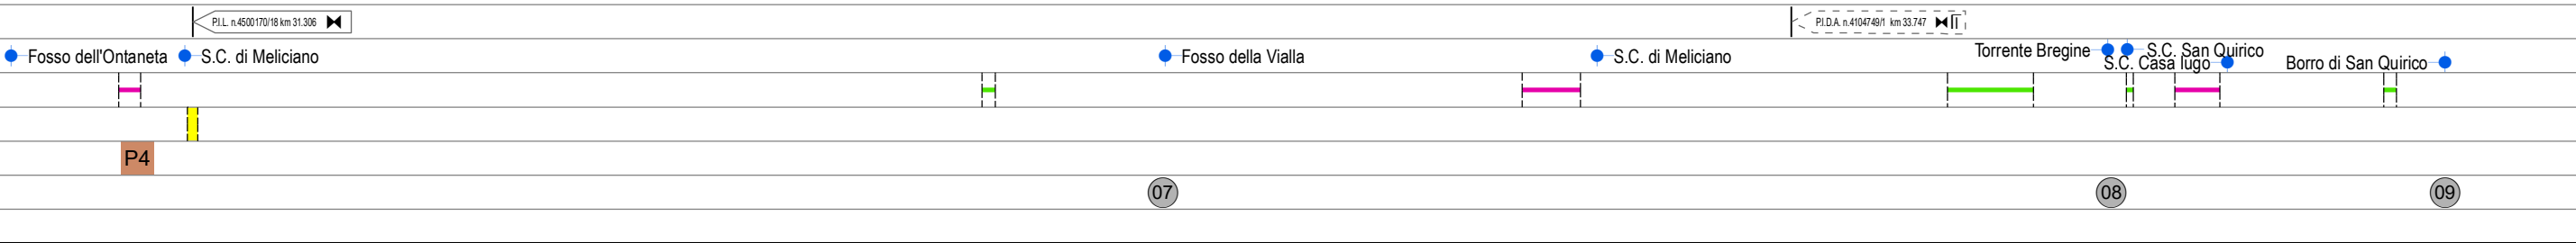 P.I.L. n.4500170/18 km 31.306
P.I.D.A. n.4104749/1 km 33.747
Fosso dell'Ontaneta
S.C. di Meliciano
Fosso della Vialla
S.C. di Meliciano
Torrente Bregine
S.C. San Quirico
S.C. Casa lugo
Borro di San Quirico
P4
07
08
09